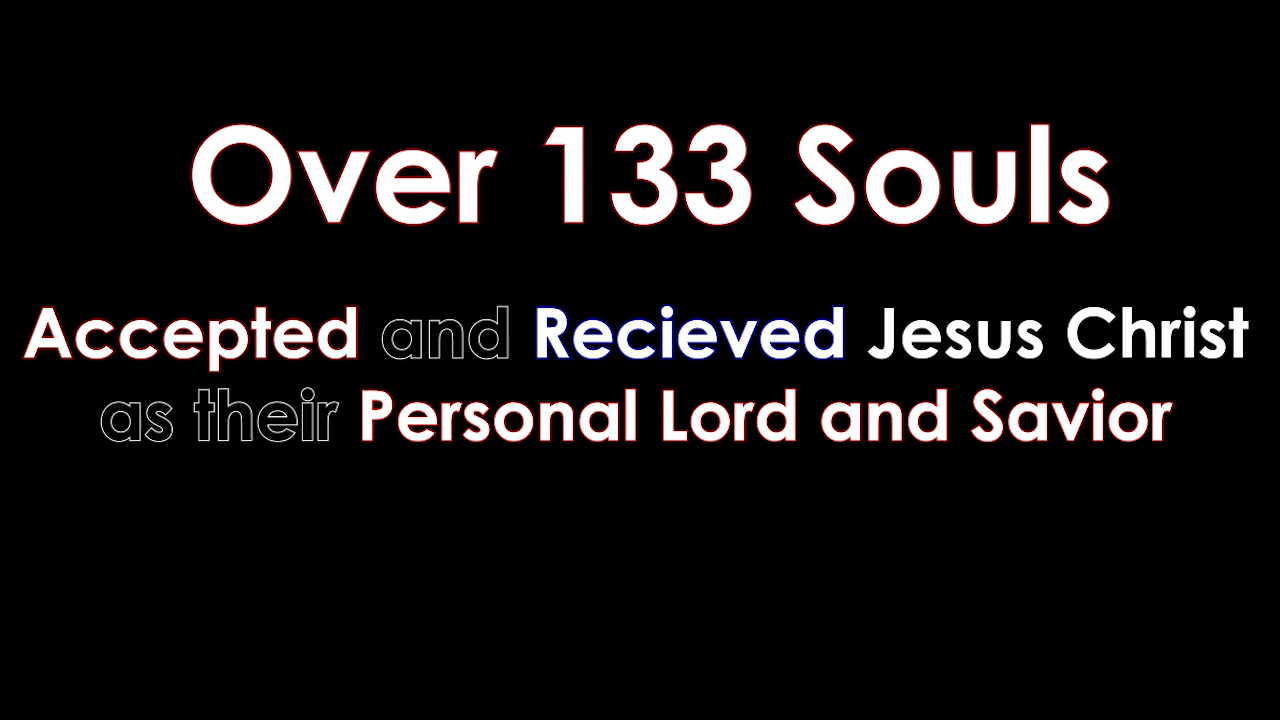 Over 133 Souls
Accepted and Recieved Jesus Christ
as their Personal Lord and Savior